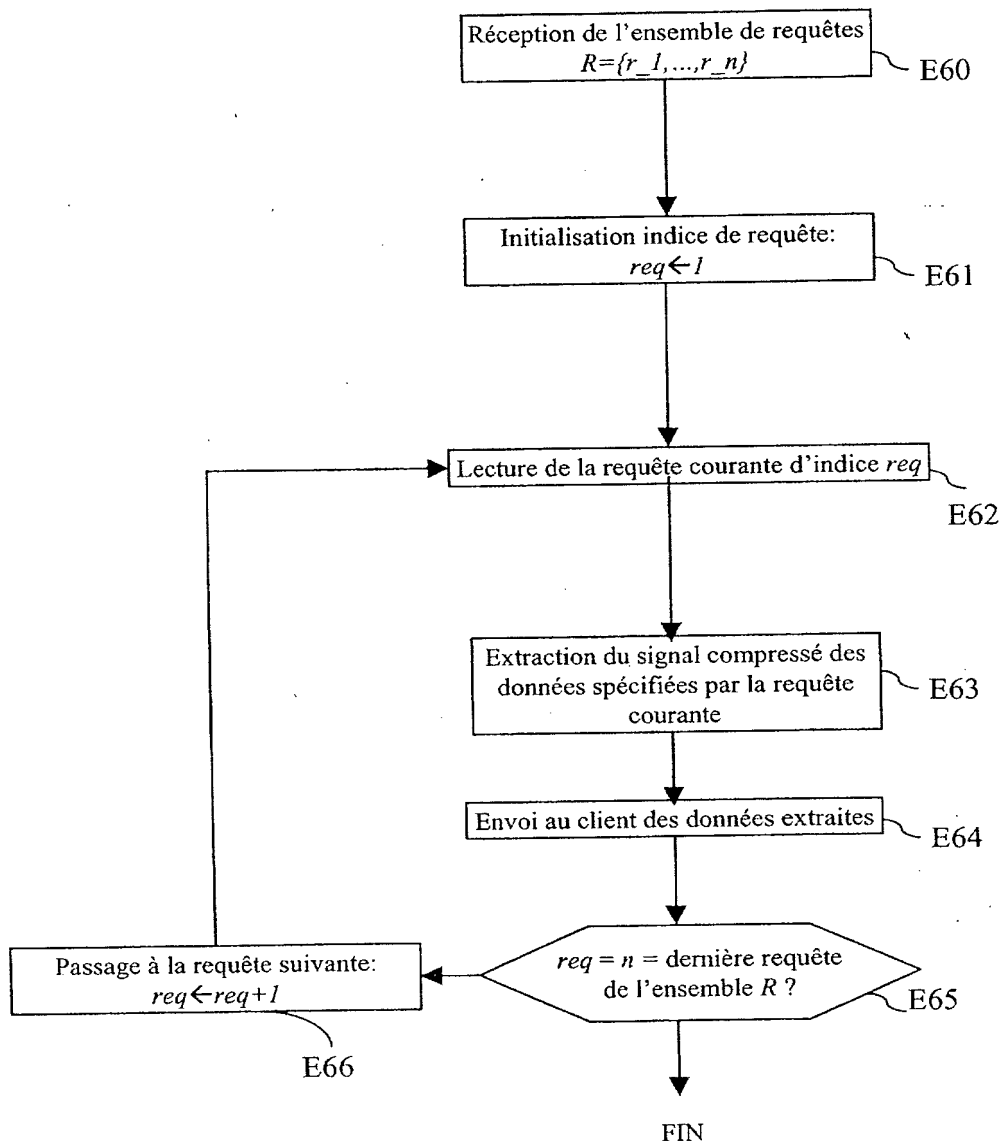 Réception de l'ensemble de requêtes
R={r_1,...,r_n}
E60
Initialisation indice de requête:
req←1
E61
Lecture de la requête courante d'indice req
E62
Extraction du signal compressé des
données spécifiées par la requête
courante
E63
Envoi au client des données extraites
E64
req = n = dernière requête
de l'ensemble R ?
E65
Passage à la requête suivante:
req←req+1
E66
FIN